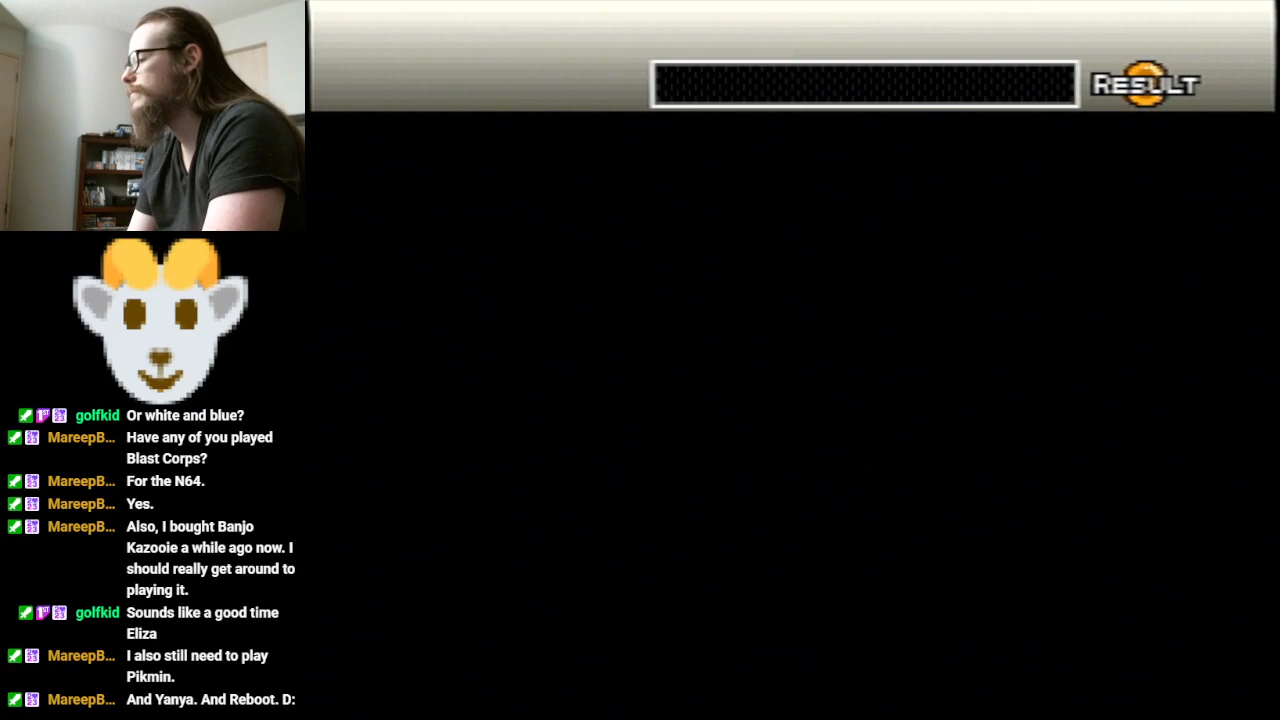 RESULT
golfkid Or white and blue?
MareepB... Have any of you played
Blast Corps?
MareepB... For the N64.
MareepB... Yes.
MareepB... Also, I bought Banjo
Kazooie a while ago now. I
should really get around to
playing it.
golfkid Sounds like a good time
Eliza
MareepB... I also still need to play
Pikmin.
MareepB... And Yanya. And Reboot. D: